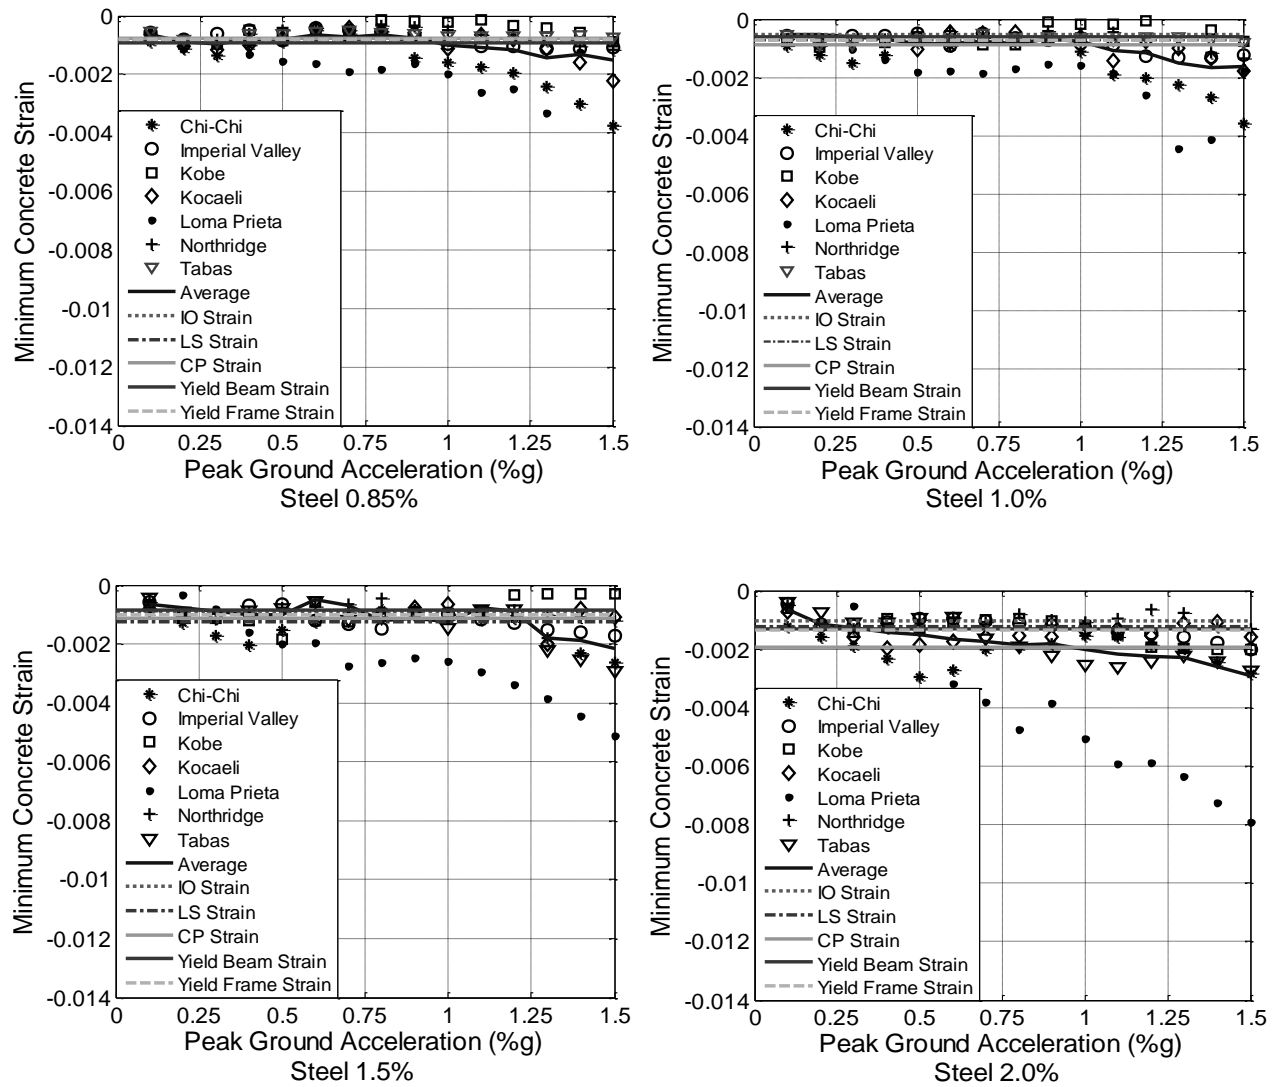 Minimum Concrete Strain
0
-0.002
-0.004
-0.006
-0.008
-0.01
-0.012
-0.014
Chi-Chi
Imperial Valley
Kobe
Kocaeli
Loma Prieta
Northridge
Tabas
Average
IO Strain
LS Strain
CP Strain
Yield Beam Strain
Yield Frame Strain
0 0.25 0.5 0.75 1 1.25 1.5
Peak Ground Acceleration (%g)
Steel 0.85%
Minimum Concrete Strain
0
-0.002
-0.004
-0.006
-0.008
-0.01
-0.012
-0.014
Chi-Chi
Imperial Valley
Kobe
Kocaeli
Loma Prieta
Northridge
Tabas
Average
IO Strain
LS Strain
CP Strain
Yield Beam Strain
Yield Frame Strain
0 0.25 0.5 0.75 1 1.25 1.5
Peak Ground Acceleration (%g)
Steel 1.0%
Minimum Concrete Strain
0
-0.002
-0.004
-0.006
-0.008
-0.01
-0.012
-0.014
Chi-Chi
Imperial Valley
Kobe
Kocaeli
Loma Prieta
Northridge
Tabas
Average
IO Strain
LS Strain
CP Strain
Yield Beam Strain
Yield Frame Strain
0 0.25 0.5 0.75 1 1.25 1.5
Peak Ground Acceleration (%g)
Steel 1.5%
Minimum Concrete Strain
0
-0.002
-0.004
-0.006
-0.008
-0.01
-0.012
-0.014
Chi-Chi
Imperial Valley
Kobe
Kocaeli
Loma Prieta
Northridge
Tabas
Average
IO Strain
LS Strain
CP Strain
Yield Beam Strain
Yield Frame Strain
0 0.25 0.5 0.75 1 1.25 1.5
Peak Ground Acceleration (%g)
Steel 2.0%